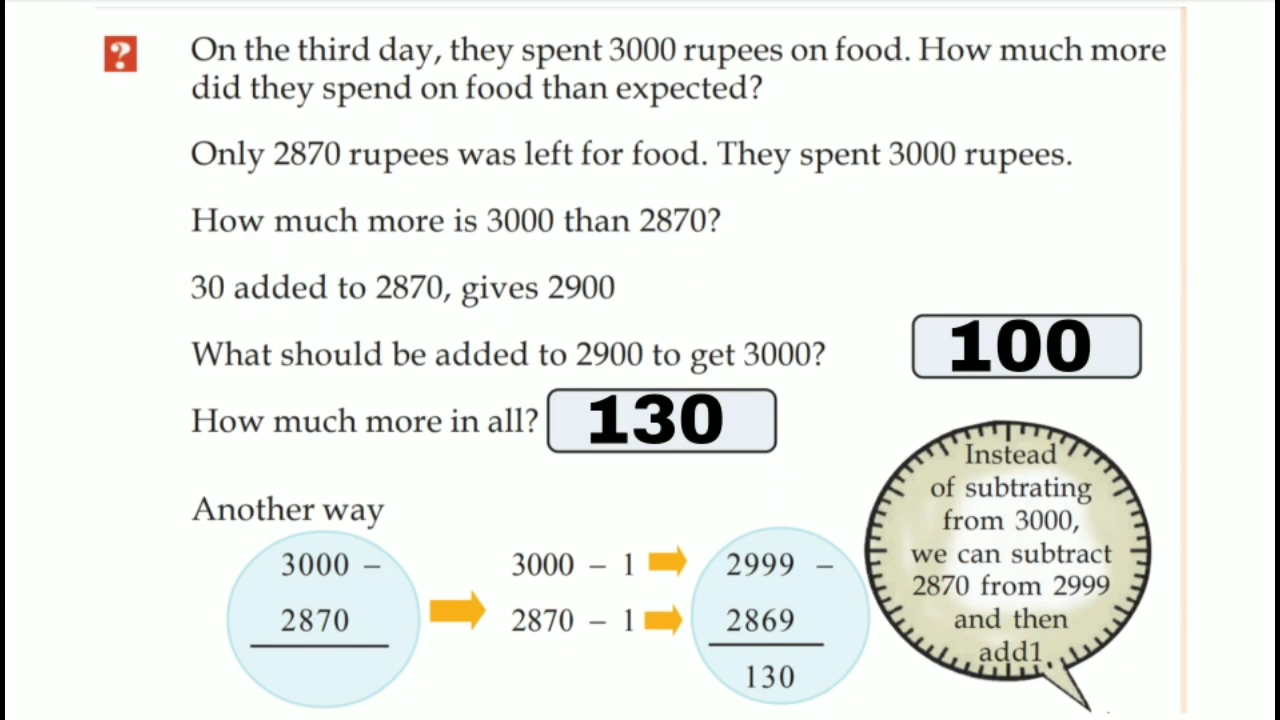 ?
On the third day, they spent 3000 rupees on food. How much more
did they spend on food than expected?
Only 2870 rupees was left for food. They spent 3000 rupees.
How much more is 3000 than 2870?
30 added to 2870, gives 2900
What should be added to 2900 to get 3000? 100
How much more in all? 130
Another way
3000 –
2870
3000 – 1
2870 – 1
2999 –
2869
130
Instead
of subtrating
from 3000,
we can subtract
2870 from 2999
and then
add1.